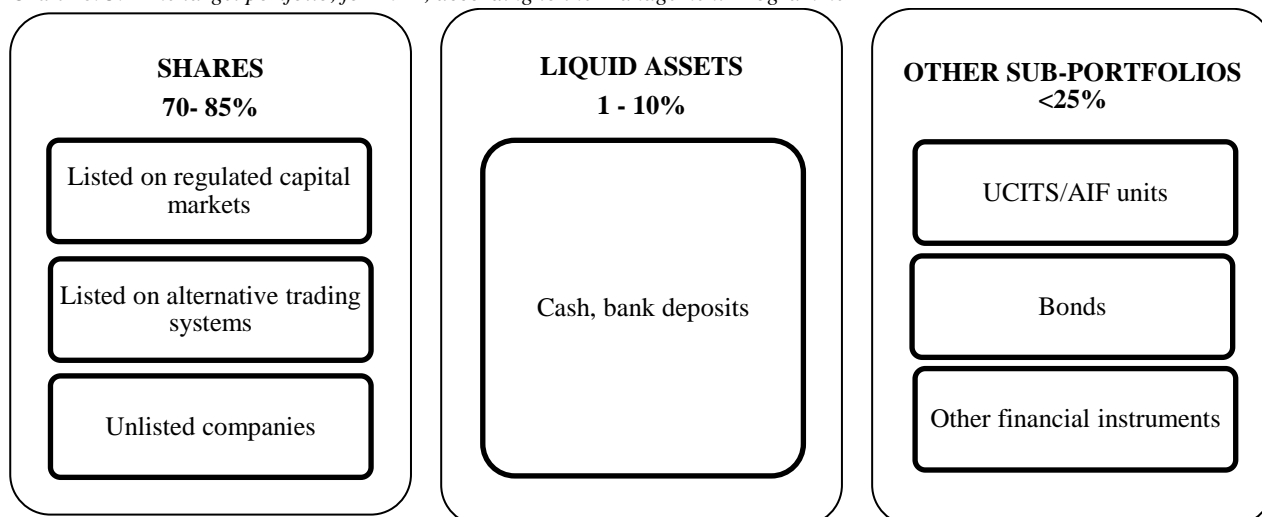 SHARES
70- 85%
Listed on regulated capital
markets
Listed on alternative trading
systems
Unlisted companies
LIQUID ASSETS
1 - 10%
Cash, bank deposits
OTHER SUB-PORTFOLIOS
<25%
UCITS/AIF units
Bonds
Other financial instruments